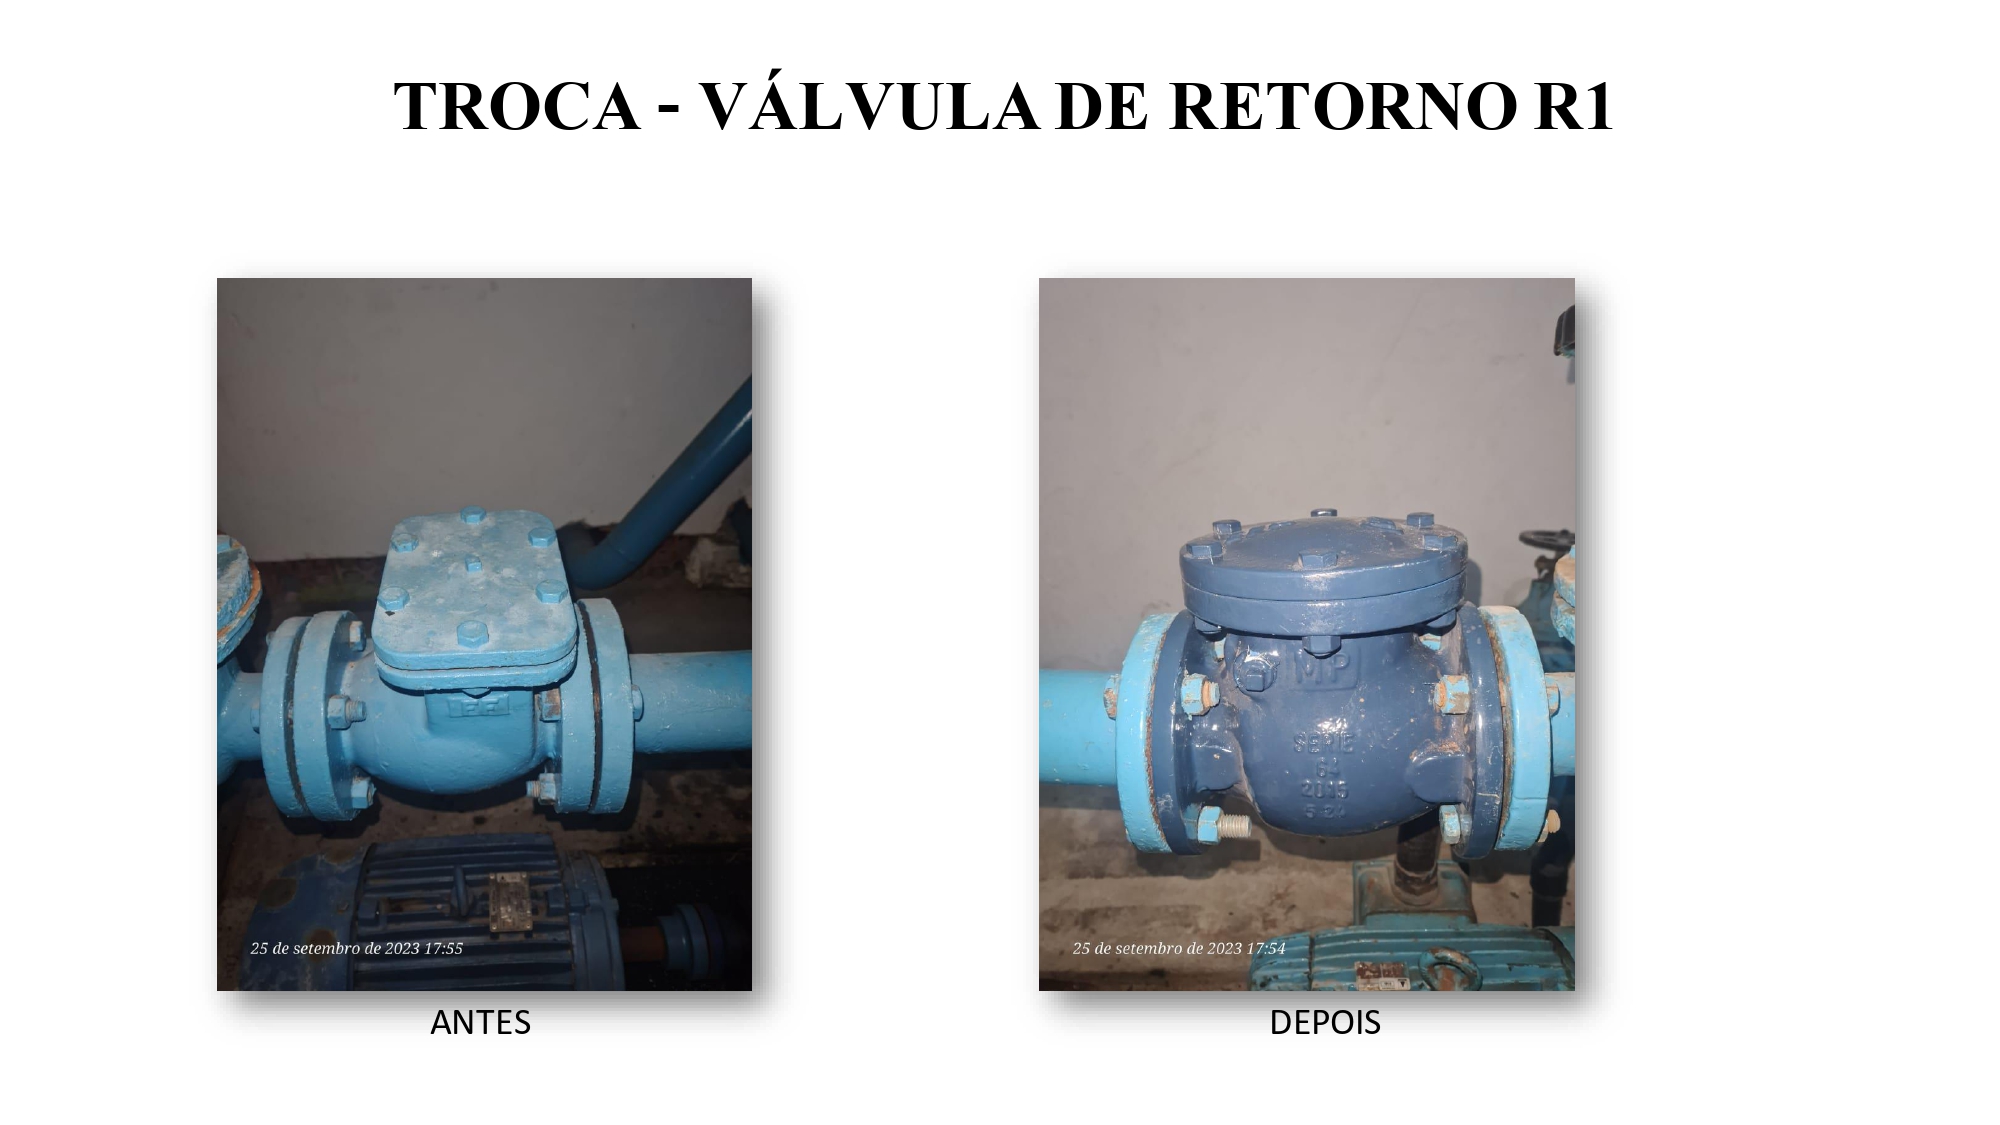 TROCA - VÁLVULA DE RETORNO R1
MP
SERIE
25 de setembro de 2023 17:55
25 de setembro de 2023 17:54
ANTES
DEPOIS